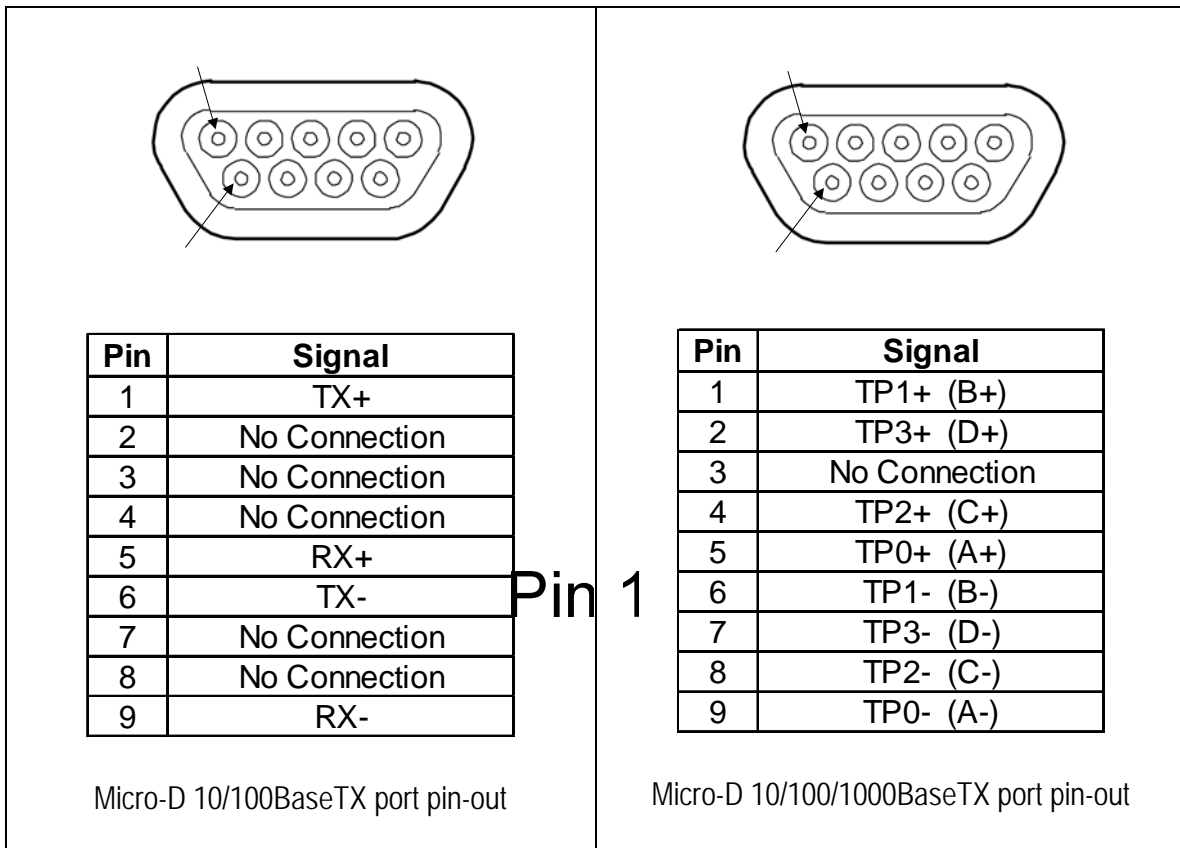 Pin Signal
1 TX+
2 No Connection
3 No Connection
4 No Connection
5 RX+
6 TX-
7 No Connection
8 No Connection
9 RX-
Micro-D 10/100BaseTX port pin-out
Pin 1
Pin Signal
1 TP1+ (B+)
2 TP3+ (D+)
3 No Connection
4 TP2+ (C+)
5 TP0+ (A+)
6 TP1- (B-)
7 TP3- (D-)
8 TP2- (C-)
9 TP0- (A-)
Micro-D 10/100/1000BaseTX port pin-out